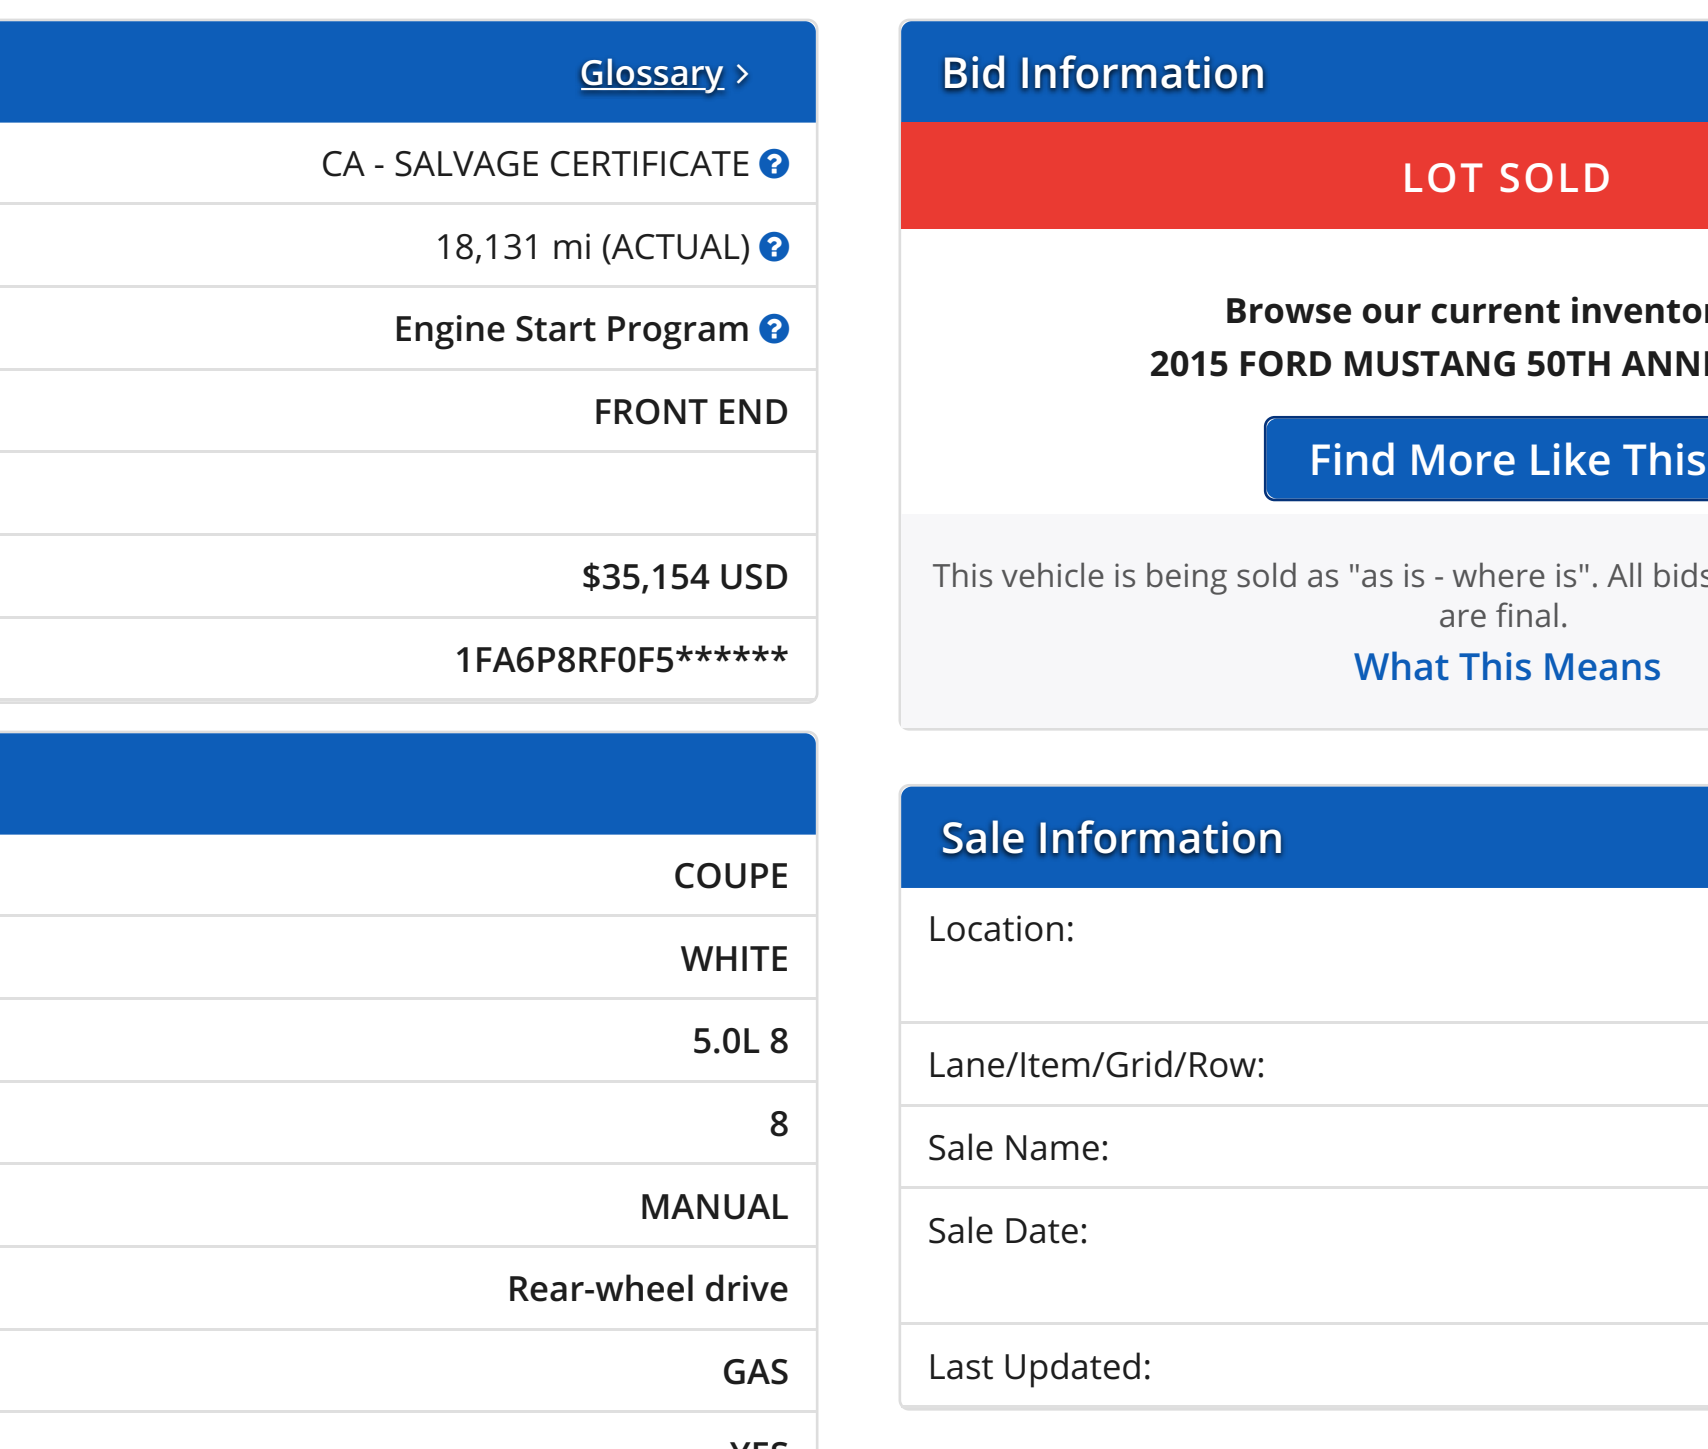 Glossary
CA - SALVAGE CERTIFICATE
18,131 mi (ACTUAL)
Engine Start Program
FRONT END
$35,154 USD
1FA6P8RF0F5******
COUPE
WHITE
5.0L 8
8
MANUAL
Rear-wheel drive
GAS
YES
Bid Information
LOT SOLD
Browse our current
2015 FORD MUSTANG 50TH
Find More Like This
This vehicle is being sold as "as is - where is". All bids
are final.
What This Means
Sale Information
Location:
Lane/Item/Grid/Row:
Sale Name:
Sale Date:
Last Updated: